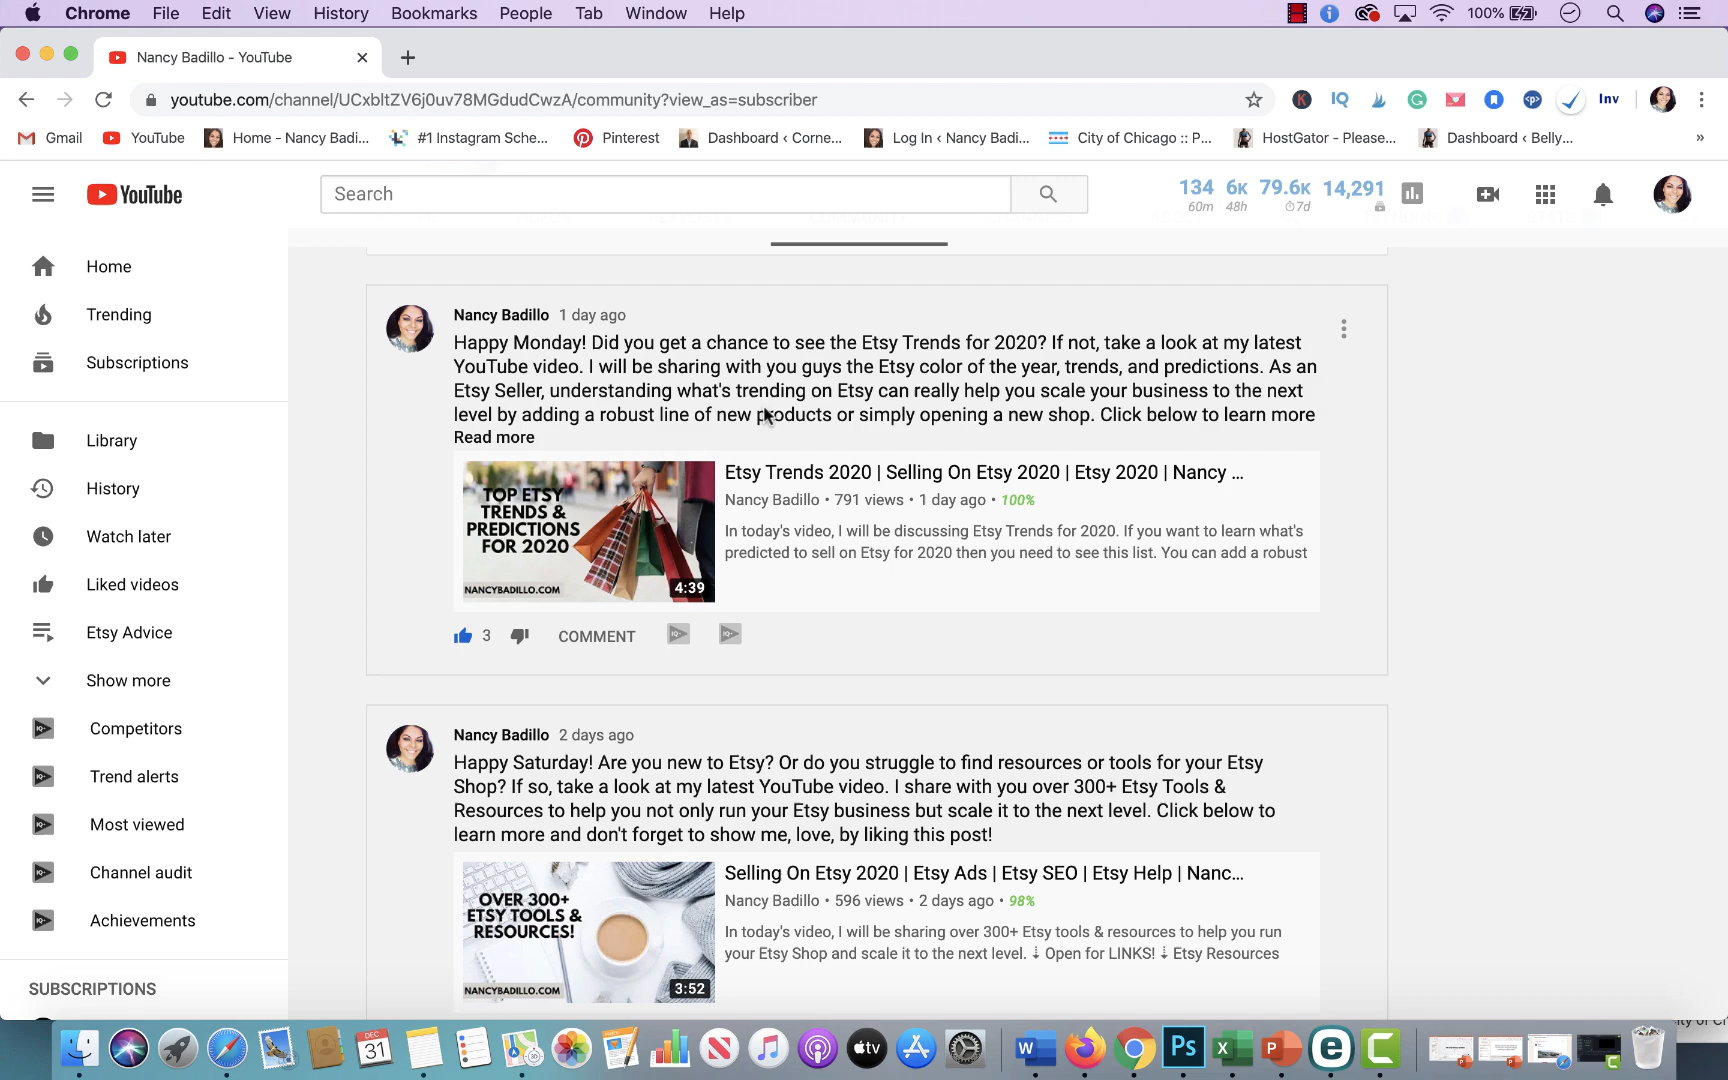 Chrome File Edit View History Bookmarks People Tab Window Help 100%
Nancy Badillo - YouTube
youtube.com/channel/UCxbltZV6j0uv78MGdudCwzA/community?view_as=subscriber IQ Inv
Gmail YouTube Home - Nancy Badi... #1 Instagram Sche... Pinterest Dashboard ‹ Corne... Log In ‹ Nancy Badi... City of Chicago :: P... HostGator - Please... Dashboard ‹ Belly... »
YouTube Search 134 6K 79.6K 14,291
60m 48h 7d
Home
Trending
Subscriptions
Library
History
Watch later
Liked videos
Etsy Advice
Show more
Competitors
Trend alerts
Most viewed
Channel audit
Achievements
SUBSCRIPTIONS
Nancy Badillo 1 day ago
Happy Monday! Did you get a chance to see the Etsy Trends for 2020? If not, take a look at my latest
YouTube video. I will be sharing with you guys the Etsy color of the year, trends, and predictions. As an
Etsy Seller, understanding what's trending on Etsy can really help you scale your business to the next
level by adding a robust line of new products or simply opening a new shop. Click below to learn more
Read more
TOP ETSY
TRENDS &
PREDICTIONS
FOR 2020
NANCYBADILLO.COM
4:39
Etsy Trends 2020 | Selling On Etsy 2020 | Etsy 2020 | Nancy ...
Nancy Badillo • 791 views • 1 day ago • 100%
In today's video, I will be discussing Etsy Trends for 2020. If you want to learn what's
predicted to sell on Etsy for 2020 then you need to see this list. You can add a robust
3 COMMENT
Nancy Badillo 2 days ago
Happy Saturday! Are you new to Etsy? Or do you struggle to find resources or tools for your Etsy
Shop? If so, take a look at my latest YouTube video. I share with you over 300+ Etsy Tools &
Resources to help you not only run your Etsy business but scale it to the next level. Click below to
learn more and don't forget to show me, love, by liking this post!
OVER 300+
ETSY TOOLS &
RESOURCES!
NANCYBADILLO.COM
3:52
Selling On Etsy 2020 | Etsy Ads | Etsy SEO | Etsy Help | Nanc...
Nancy Badillo • 596 views • 2 days ago • 98%
In today's video, I will be sharing over 300+ Etsy tools & resources to help you run
your Etsy Shop and scale it to the next level. ⇣ Open for LINKS! ⇣ Etsy Resources
DEC
31
tv
W
Ps
X
P